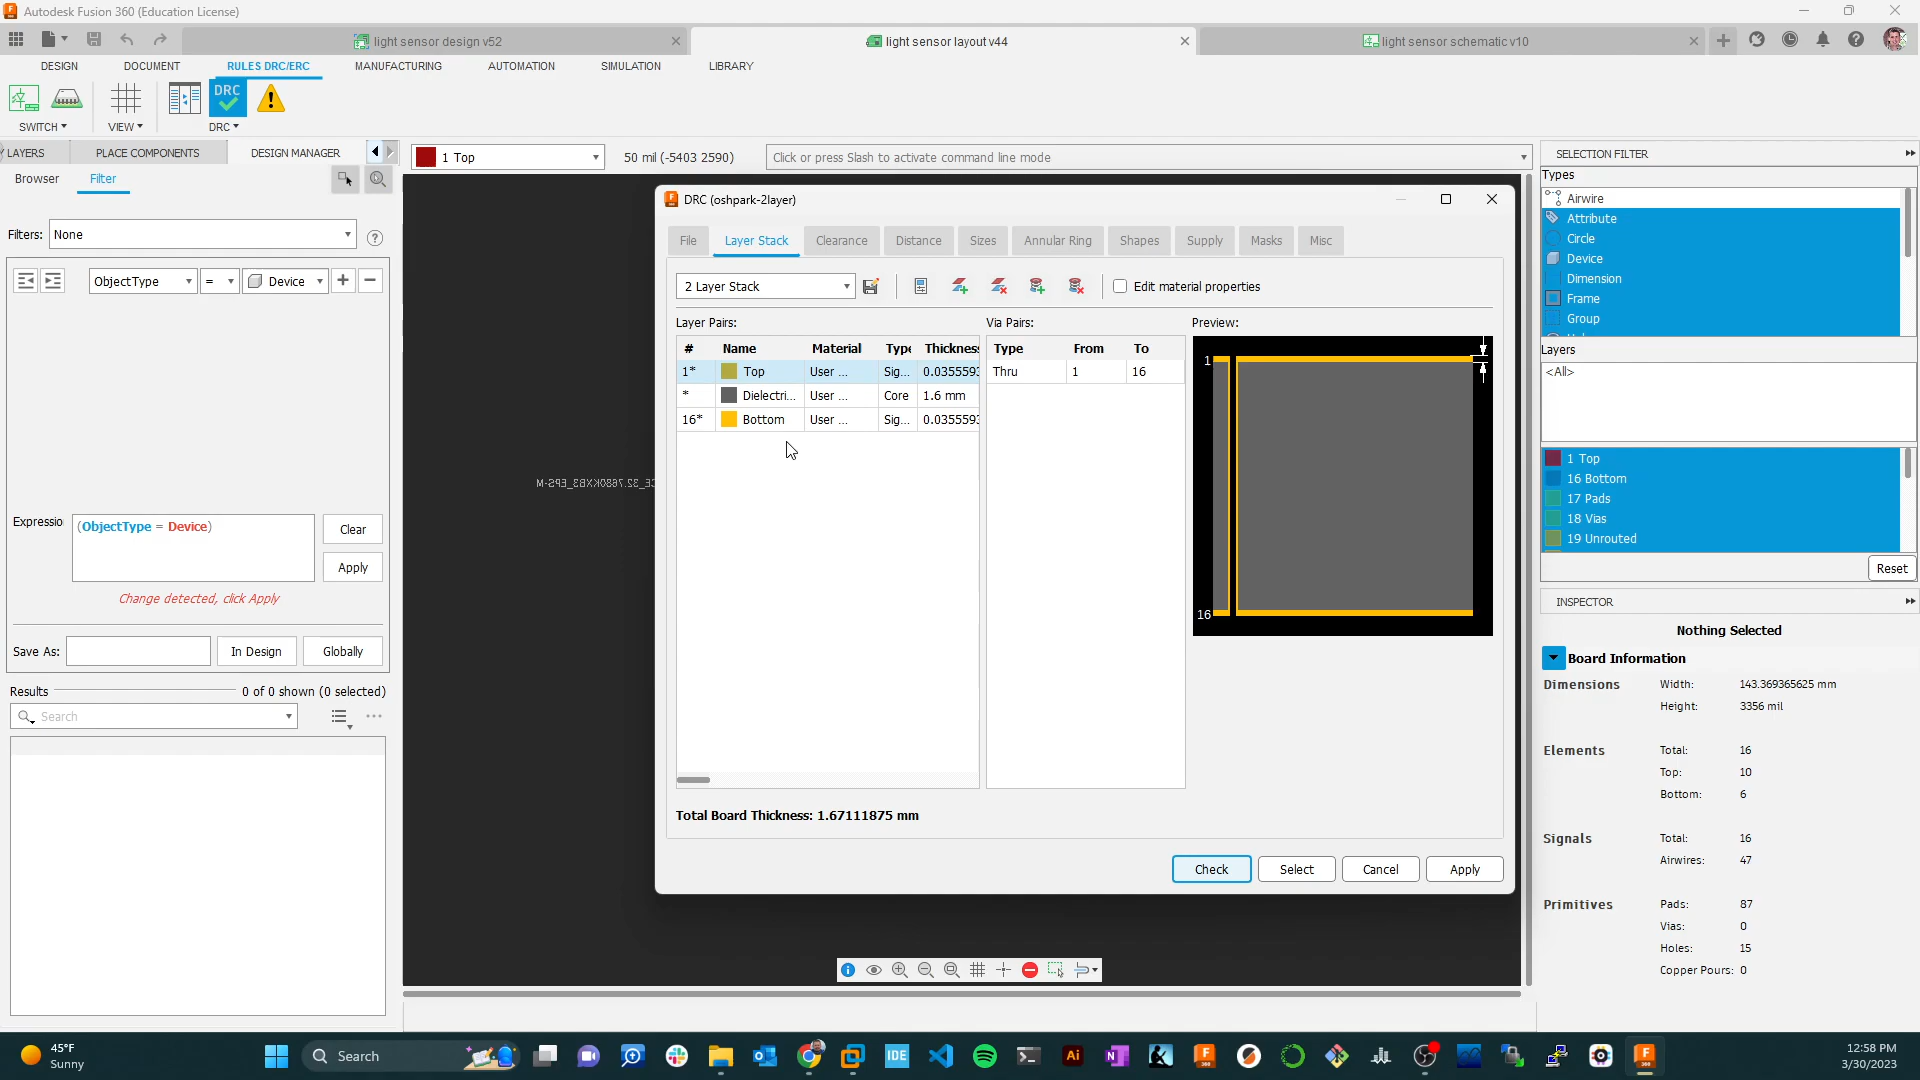 Autodesk Fusion 360 (Education License)
light sensor design v52
light sensor layout v44
light sensor schematic v10
DESIGN
DOCUMENT
RULES DRC/ERC
MANUFACTURING
AUTOMATION
SIMULATION
LIBRARY
DRC
SWITCH
VIEW
DRC
LAYERS
PLACE COMPONENTS
DESIGN MANAGER
1 Top
50 mil (-5403 2590)
Click or press Slash to activate command line mode
Browser
Filter
Filters:
None
ObjectType
=
Device
Expressio
(ObjectType = Device)
Clear
Apply
Change detected, click Apply
Save As:
In Design
Globally
Results
0 of 0 shown (0 selected)
Search
CE_32.7680KXB3_EPS-M
DRC (oshpark-2layer)
File
Layer Stack
Clearance
Distance
Sizes
Annular Ring
Shapes
Supply
Masks
Misc
2 Layer Stack
Edit material properties
Layer Pairs:
# Name Material Type Thickness
1* Top User ... Sig... 0.0355593
* Dielectri... User ... Core 1.6 mm
16* Bottom User ... Sig... 0.0355593
Via Pairs:
Type From To
Thru 1 16
Preview:
1
16
Total Board Thickness: 1.67111875 mm
Check
Select
Cancel
Apply
SELECTION FILTER
Types
Airwire
Attribute
Circle
Device
Dimension
Frame
Group
Layers
<All>
1 Top
16 Bottom
17 Pads
18 Vias
19 Unrouted
Reset
INSPECTOR
Nothing Selected
Board Information
Dimensions Width: 143.369365625 mm
Height: 3356 mil
Elements Total: 16
Top: 10
Bottom: 6
Signals Total: 16
Airwires: 47
Primitives Pads: 87
Vias: 0
Holes: 15
Copper Pours: 0
45°F
Sunny
Search
IDE
Ai
12:58 PM
3/30/2023